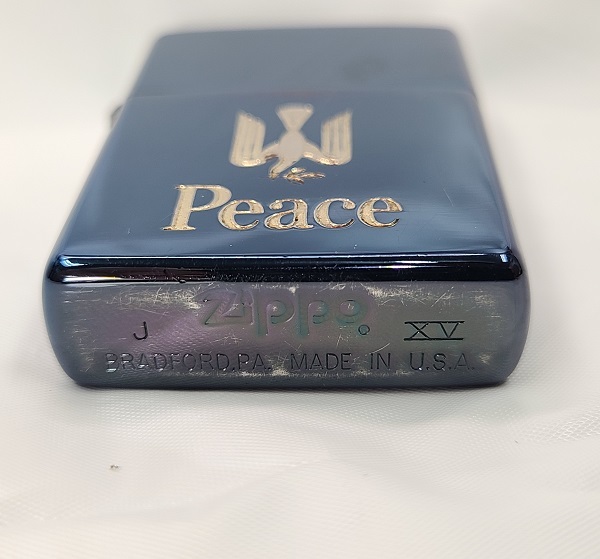 Peace
Zippo
J XV
BRADFORD,PA. MADE IN U.S.A.